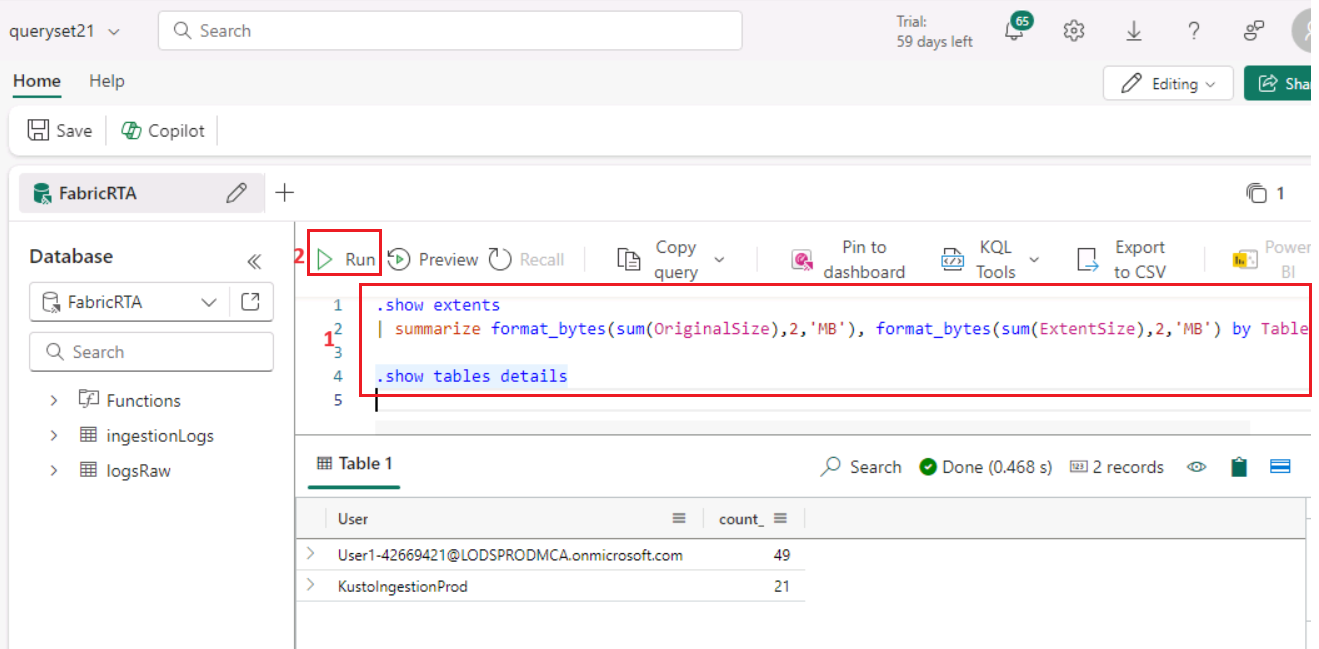 queryset21
Search
Trial:
59 days left
65
Home
Help
Editing
Save
Copilot
FabricRTA
1
Database
FabricRTA
Search
Functions
ingestionLogs
logsRaw
2
Run
Preview
Recall
Copy
query
Pin to
dashboard
KQL
Tools
Export
to CSV
Power
BI
1
1 .show extents
2 | summarize format_bytes(sum(OriginalSize),2,'MB'), format_bytes(sum(ExtentSize),2,'MB') by Table
3
4 .show tables details
5
Table 1
Search
Done (0.468 s)
2 records
User count_
User1-42669421@LODSPRODMCA.onmicrosoft.com 49
KustoIngestionProd 21